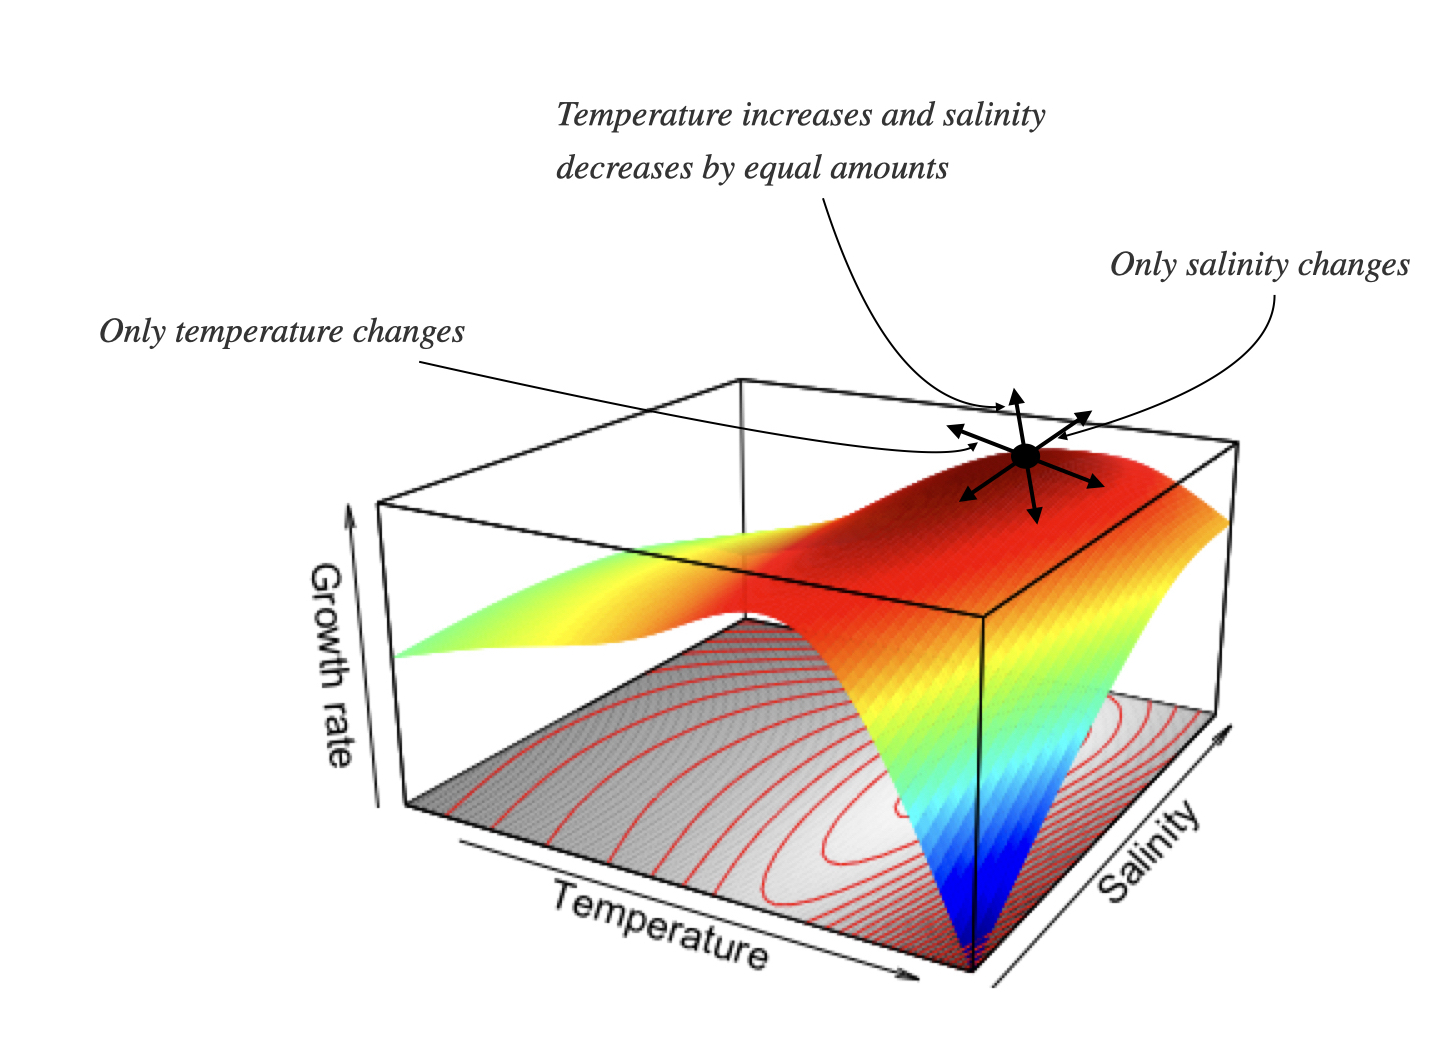 Temperature increases and salinity
decreases by equal amounts
Only salinity changes
Only temperature changes
Growth rate
Temperature
Salinity